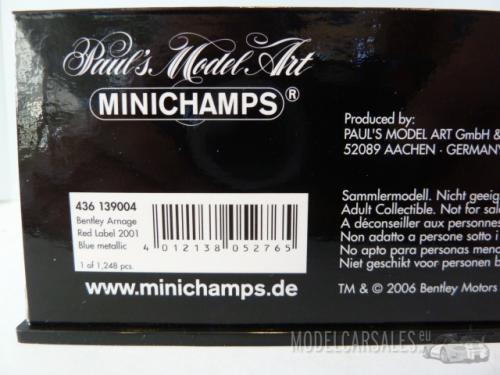 Paul's Model Art
MINICHAMPS®
Produced by:
PAUL'S MODEL ART GmbH &
52089 AACHEN · GERMANY
436 139004
Bentley Arnage
Red Label 2001
Blue metallic
1 of 1,248 pcs.
4 012138 052765
www.minichamps.de
Sammlermodell. Nicht geeig
Adult Collectible. Not for sale
A déconseiller aux personnes
Non adatto a persone sotto i
No apto para personas meno
Niet geschikt voor personen b
TM & © 2006 Bentley Motors
MODELCARSALES.eu